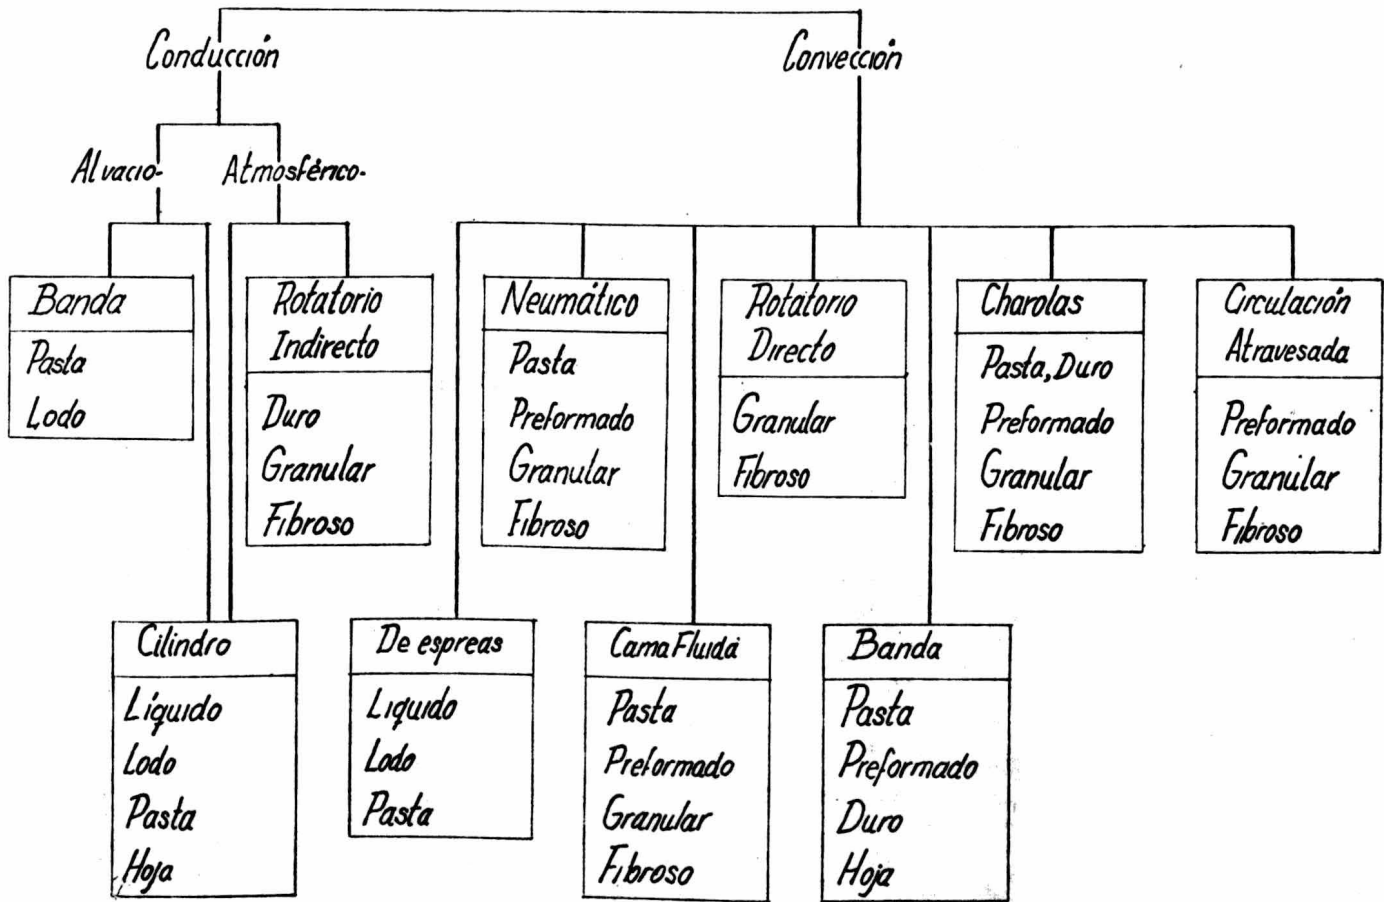 Conducción
Convección
Al vacio-
Atmosférico-
Banda
Pasta
Lodo
Rotatorio
Indirecto
Duro
Granular
Fibroso
Neumático
Pasta
Preformado
Granular
Fibroso
Rotatorio
Directo
Granular
Fibroso
Charolas
Pasta, Duro
Preformado
Granular
Fibroso
Circulación
Atravesada
Preformado
Granular
Fibroso
Cilindro
Líquido
Lodo
Pasta
Hoja
De espreas
Liquido
Lodo
Pasta
Cama Fluida
Pasta
Preformado
Granular
Fibroso
Banda
Pasta
Preformado
Duro
Hoja